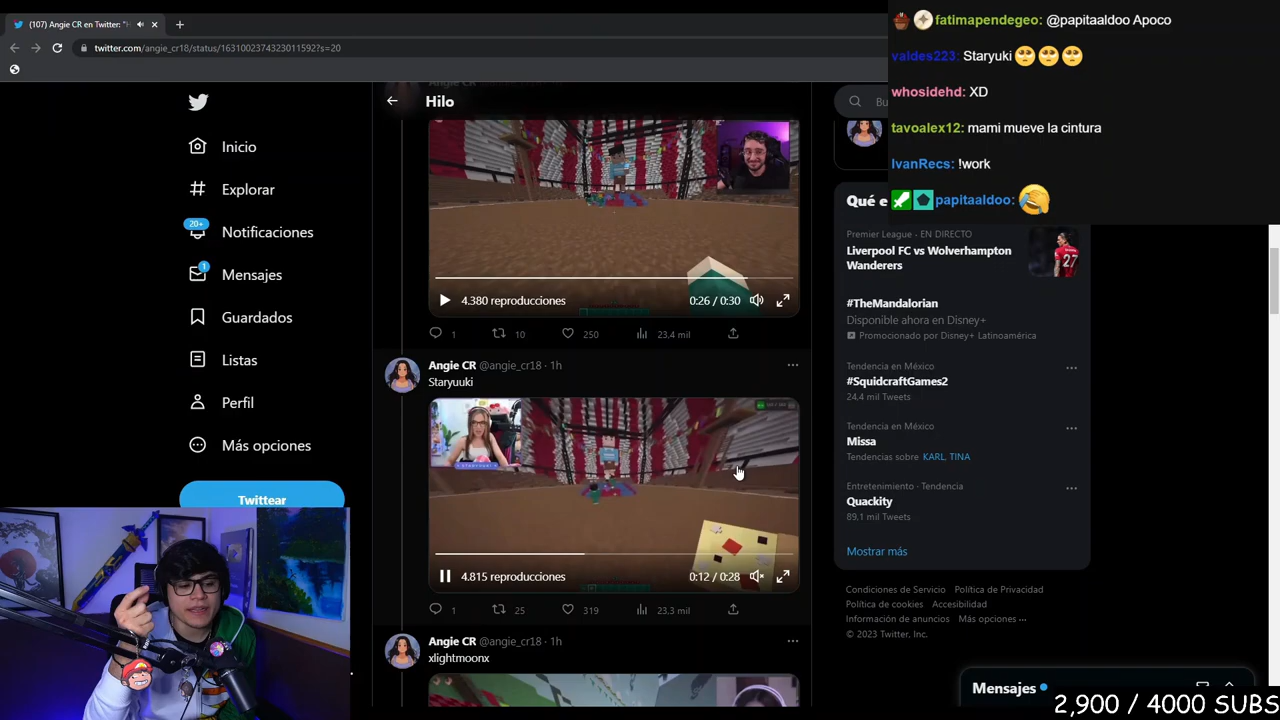 (107) Angie CR en Twitter: "H
twitter.com/angie_cr18/status/1631002374323011592?s=20
Inicio
Explorar
20+
Notificaciones
1
Mensajes
Guardados
Listas
Perfil
Más opciones
Twittear
Angie CR
Hilo
4.380 reproducciones
0:26 / 0:30
1
10
250
23,4 mil
Angie CR @angie_cr18 · 1h
Staryuuki
4.815 reproducciones
0:12 / 0:28
1
25
319
23,3 mil
Angie CR @angie_cr18 · 1h
xlightmoonx
fatimapendegeo: @papitaaldoo Apoco
valdes223: Staryuki 🥺🥺🥺
whosidehd: XD
tavoalex12: mami mueve la cintura
IvanRecs: !work
papitaaldoo: 😂
Bu
Qué e
Premier League - EN DIRECTO
Liverpool FC vs Wolverhampton
Wanderers
#TheMandalorian
Disponible ahora en Disney+
Promocionado por Disney+ Latinoamérica
Tendencia en México
#SquidcraftGames2
24,4 mil Tweets
Tendencia en México
Missa
Tendencias sobre KARL, TINA
Entretenimiento · Tendencia
Quackity
89,1 mil Tweets
Mostrar más
Condiciones de Servicio Política de Privacidad
Política de cookies Accesibilidad
Información de anuncios Más opciones ···
© 2023 Twitter, Inc.
Mensajes
2,900 / 4000 SUBS